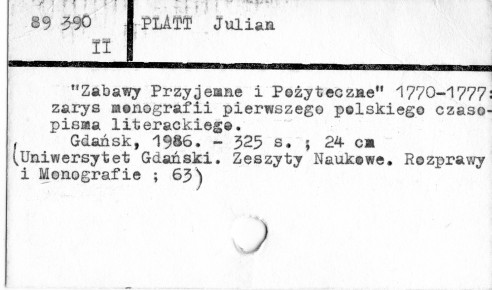 89 390 PLATT Julian
II
"Zabawy Przyjemne i Pożyteczne" 1770-1777:
zarys monografii pierwszego polskiego czaso-
pisma literackiego.
Gdańsk, 1986. - 325 s. ; 24 cm
(Uniwersytet Gdański. Zeszyty Naukowe. Rozprawy
i Monografie ; 63)